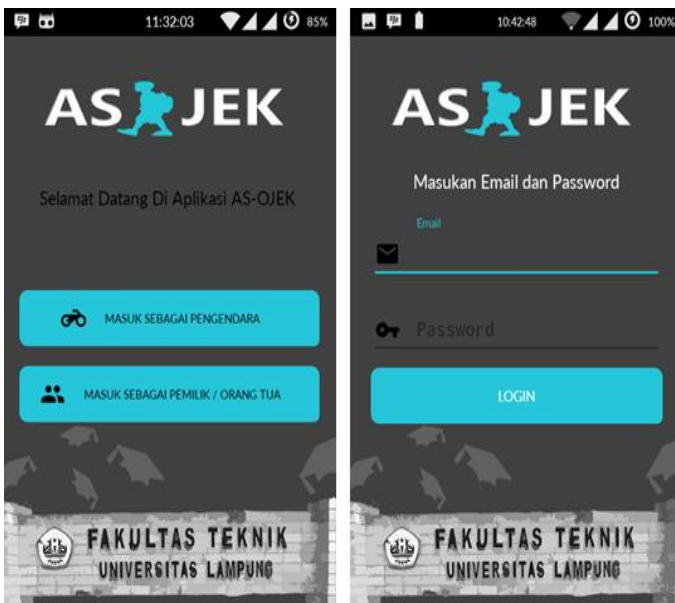 11:32:03
85%
AS JEK
Selamat Datang Di Aplikasi AS-OJEK
MASUK SEBAGAI PENGENDARA
MASUK SEBAGAI PEMILIK / ORANG TUA
FAKULTAS TEKNIK
UNIVERSITAS LAMPUNG
10:42:48
100%
AS JEK
Masukan Email dan Password
Email
Password
LOGIN
FAKULTAS TEKNIK
UNIVERSITAS LAMPUNG